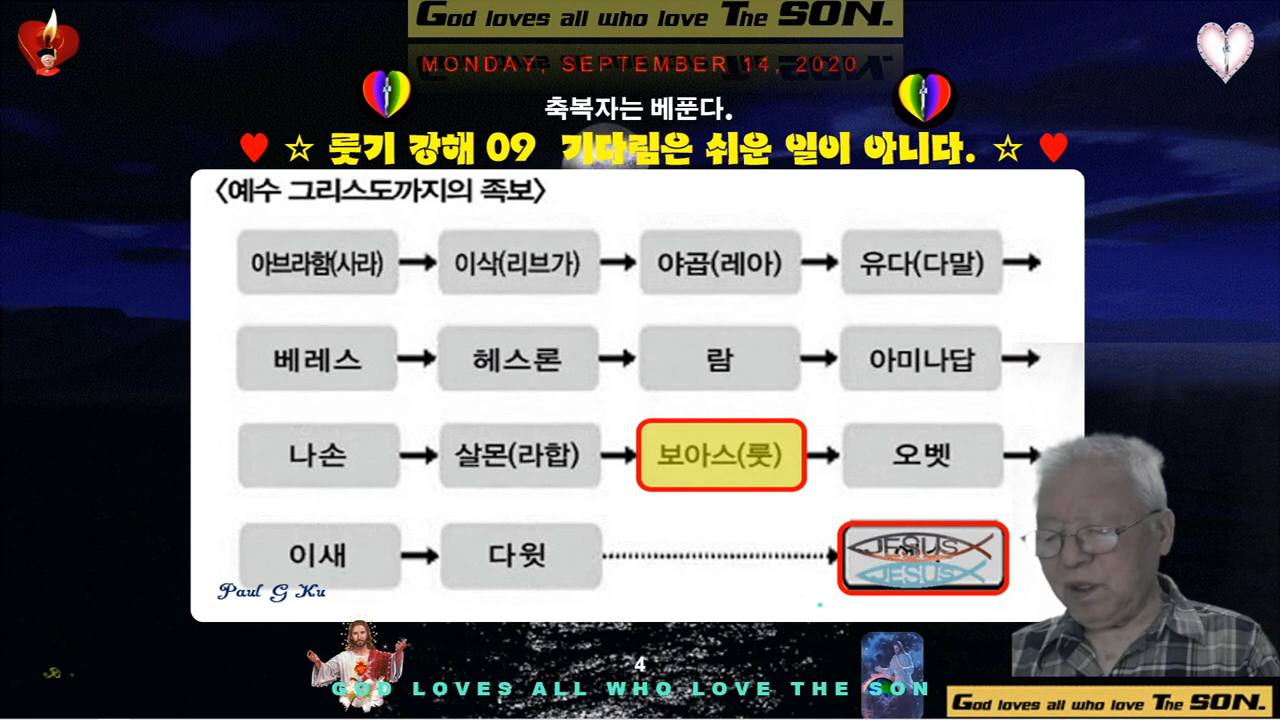 God loves all who love The SON.
MONDAY, SEPTEMBER 14, 2020
축복자는 베푼다.
♥ ☆ 룻기 강해 09 기다림은 쉬운 일이 아니다. ☆ ♥
<예수 그리스도까지의 족보>
아브라함(사라) → 이삭(리브가) → 야곱(레아) → 유다(다말) →
베레스 → 헤스론 → 람 → 아미나답 →
나손 → 살몬(라합) → 보아스(룻) → 오벳 →
이새 → 다윗 → JESUS
JESUS
Paul G Ku
4
GOD LOVES ALL WHO LOVE THE SON
God loves all who love The SON.